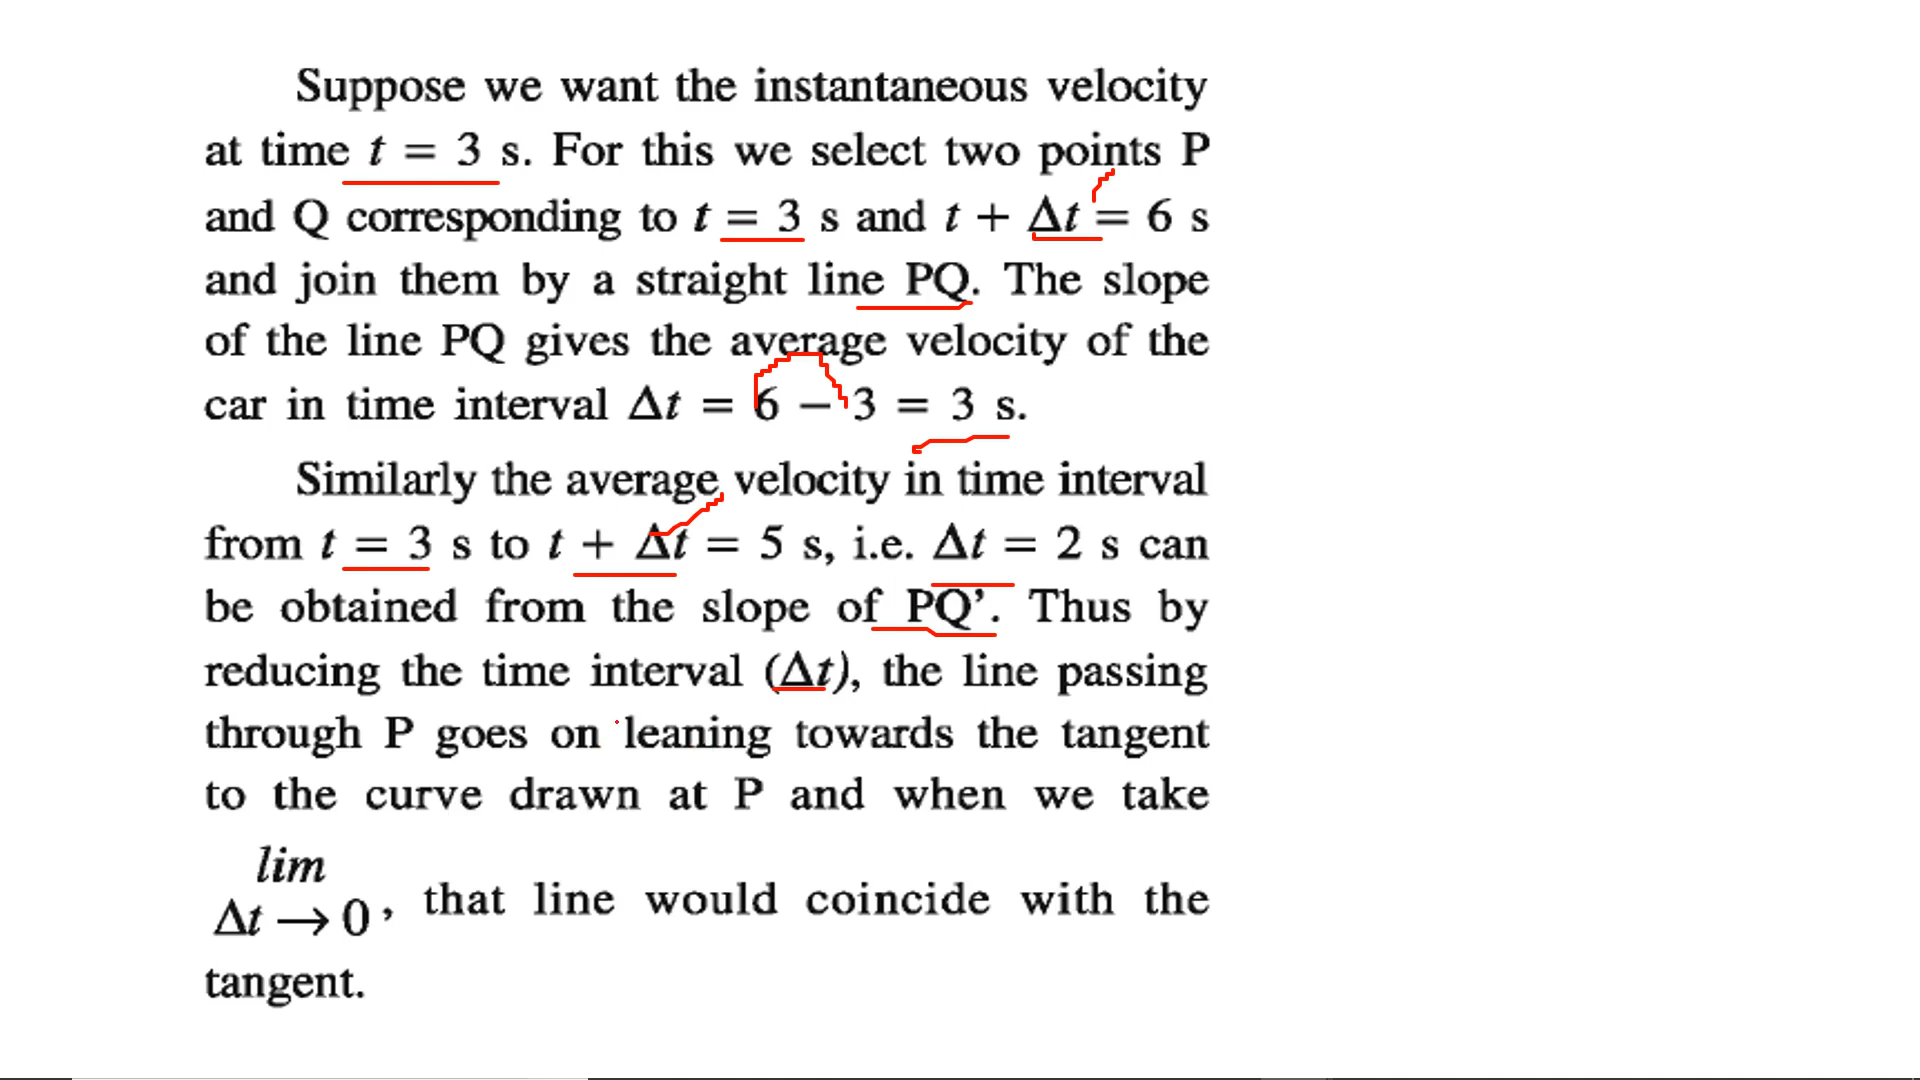 Suppose we want the instantaneous velocity
at time t = 3 s. For this we select two points P
and Q corresponding to t = 3 s and t + Δt = 6 s
and join them by a straight line PQ. The slope
of the line PQ gives the average velocity of the
car in time interval Δt = 6 – 3 = 3 s.
Similarly the average velocity in time interval
from t = 3 s to t + Δt = 5 s, i.e. Δt = 2 s can
be obtained from the slope of PQ’. Thus by
reducing the time interval (Δt), the line passing
through P goes on leaning towards the tangent
to the curve drawn at P and when we take
lim
Δt → 0 , that line would coincide with the
tangent.